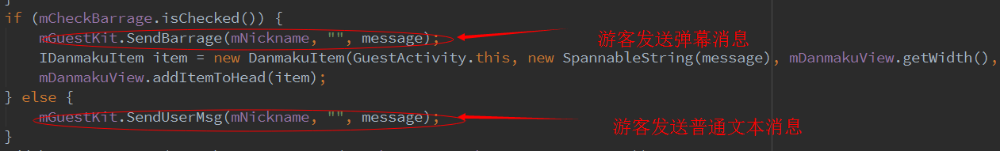 }
if (mCheckBarrage.isChecked()) {
mGuestKit.SendBarrage(mNickname, "", message);
游客发送弹幕消息
IDanmakuItem item = new DanmakuItem(GuestActivity.this, new SpannableString(message), mDanmakuView.getWidth(),
mDanmakuView.addItemToHead(item);
} else {
mGuestKit.SendUserMsg(mNickname, "", message);
游客发送普通文本消息
}